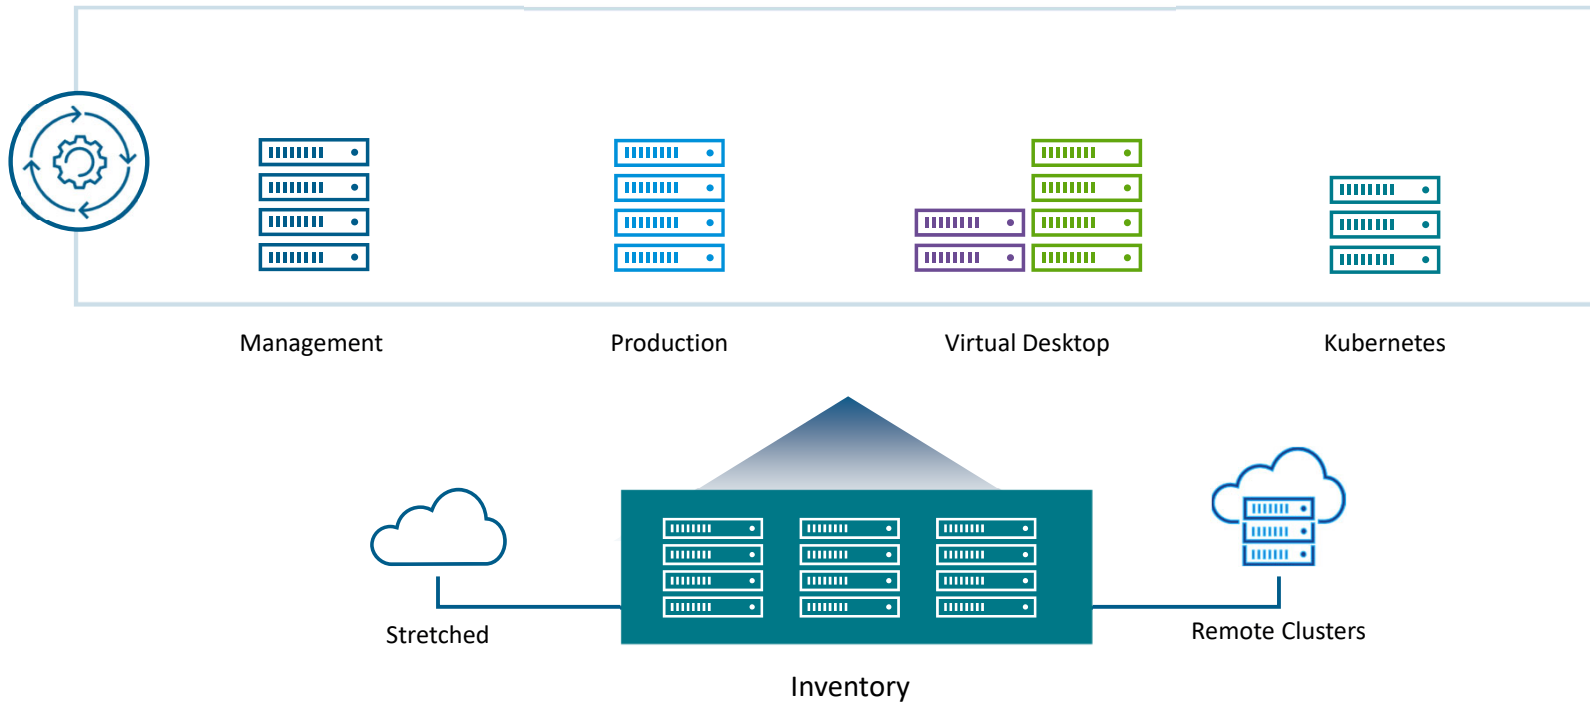 Management
Production
Virtual Desktop
Kubernetes
Stretched
Remote Clusters
Inventory